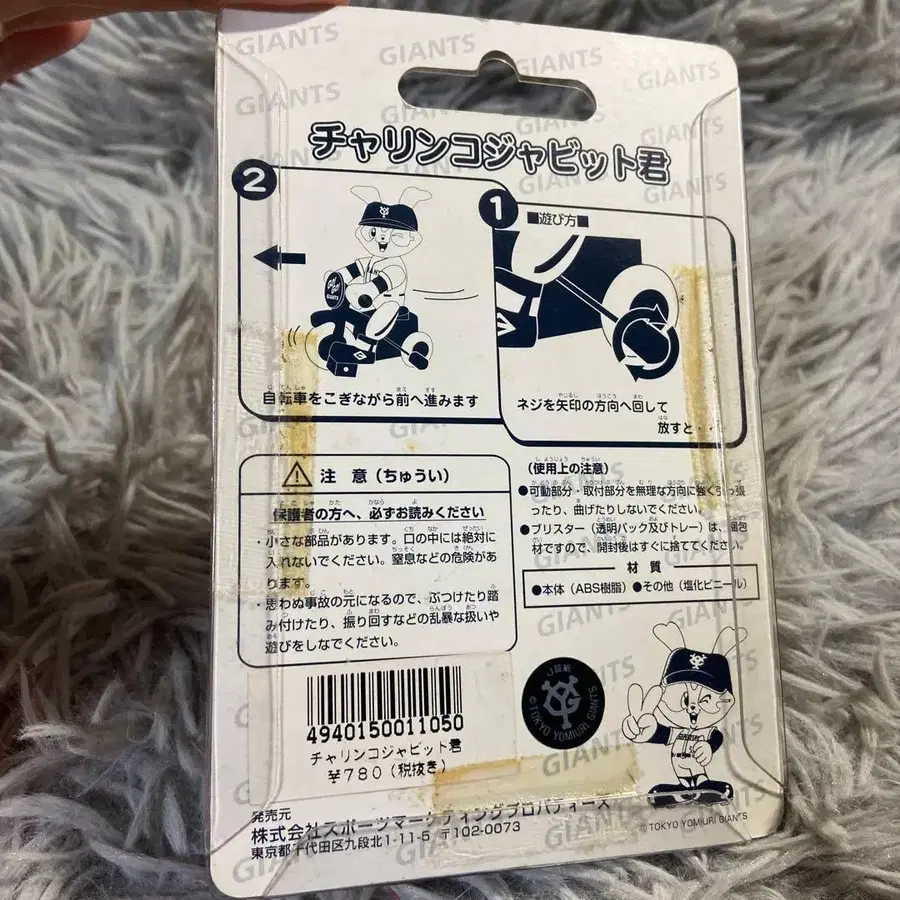 GIANTS GIANTS GIANTS GIANTS
チャリンコジャビット君
1
■遊び方■
ネジを矢印の方向へ回して
放すと・・・
2
GIANTS
自転車をこぎながら前へ進みます
注 意 (ちゅうい)
保護者の方へ、必ずお読みください
・小さな部品があります。口の中には絶対に
入れないでください。窒息などの危険があ
ります。
・思わぬ事故の元になるので、ぶつけたり踏
み付けたり、振り回すなどの乱暴な扱いや
遊びをしなでください。
(使用上の注意)
●可動部分・取付部分を無理な方向に強く引っ張
ったり、曲げたりしないでください。
●ブリスター(透明パック及びトレー)は、梱包
材ですので、開封後はすぐに捨ててください。
材 質
●本体(ABS樹脂) ●その他(塩化ビニール)
4940150011050
チャリンコジャビット君
¥780(税抜き)
©TOKYO YOMIURI GIANTS
発売元
株式会社スポーツマーケティングプロパティーズ
東京都千代田区九段北1-11-5 〒102-0073
© TOKYO YOMIURI GIANTS